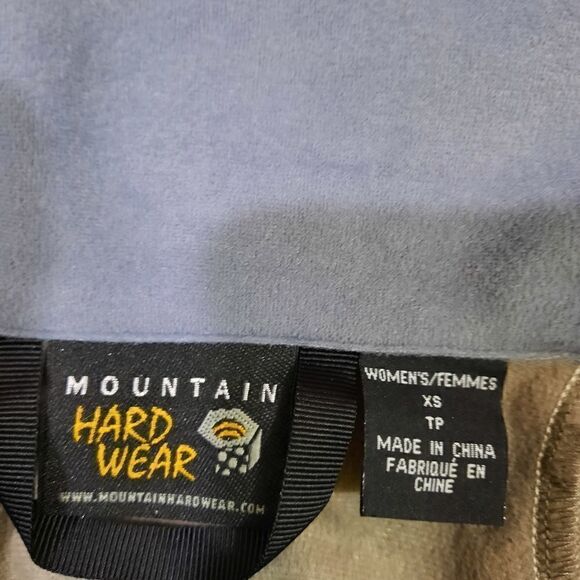 MOUNTAIN
HARD
WEAR
WWW.MOUNTAINHARDWEAR.COM
WOMEN'S/FEMMES
XS
TP
MADE IN CHINA
FABRIQUÉ EN
CHINE